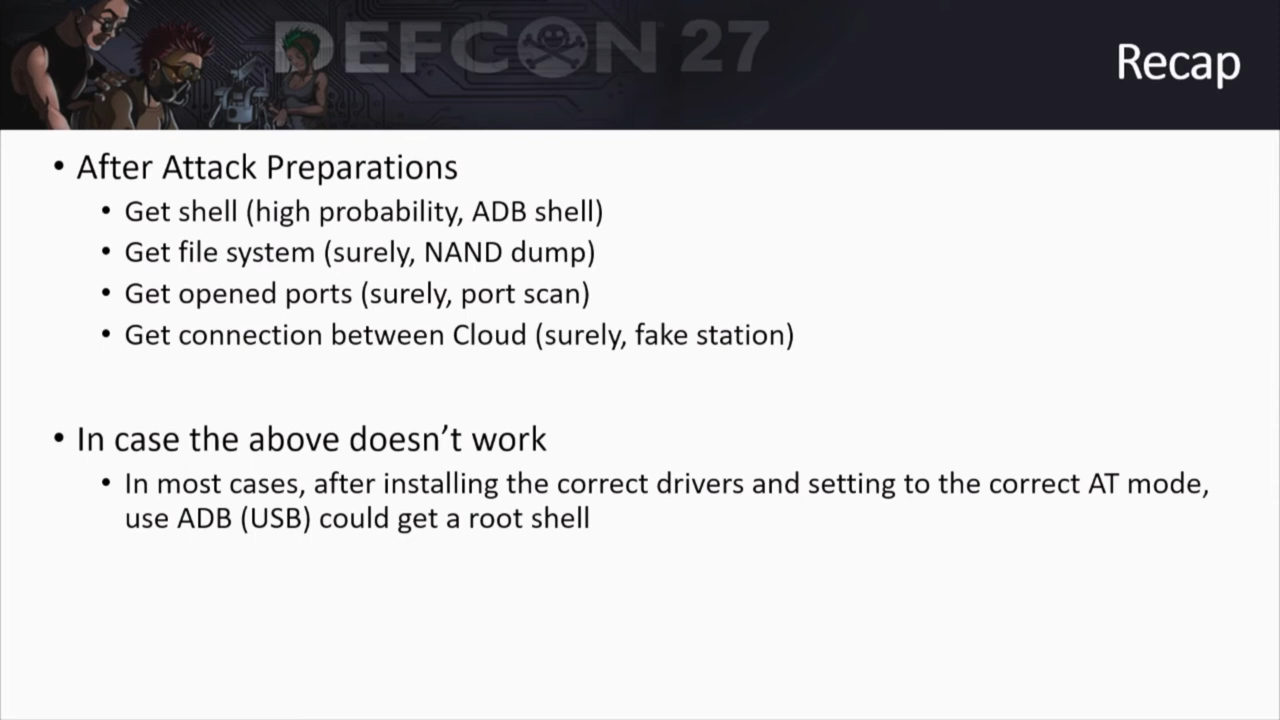 DEFCON 27
Recap
• After Attack Preparations
• Get shell (high probability, ADB shell)
• Get file system (surely, NAND dump)
• Get opened ports (surely, port scan)
• Get connection between Cloud (surely, fake station)
• In case the above doesn't work
• In most cases, after installing the correct drivers and setting to the correct AT mode,
use ADB (USB) could get a root shell